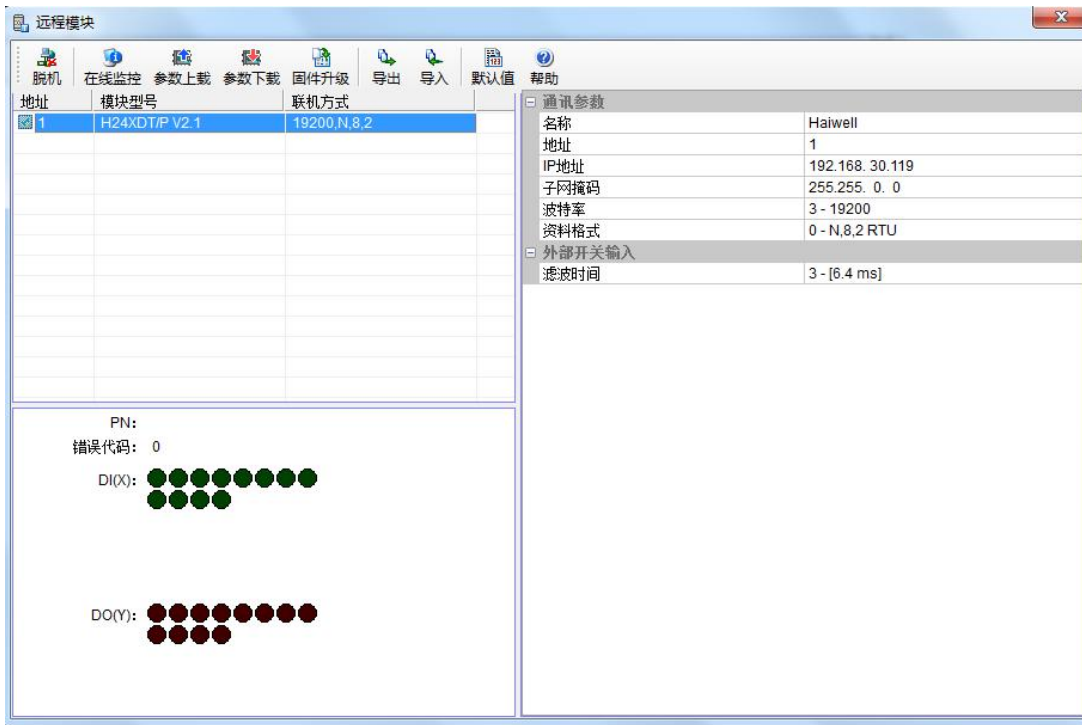 远程模块
脱机 在线监控 参数上载 参数下载 固件升级 导出 导入 默认值 帮助
地址 模块型号 联机方式
1 H24XDT/P V2.1 19200,N,8,2
PN:
错误代码: 0
DI(X):
DO(Y):
通讯参数
名称 Haiwell
地址 1
IP地址 192.168. 30.119
子网掩码 255.255. 0. 0
波特率 3 - 19200
资料格式 0 - N,8,2 RTU
外部开关输入
滤波时间 3 - [6.4 ms]